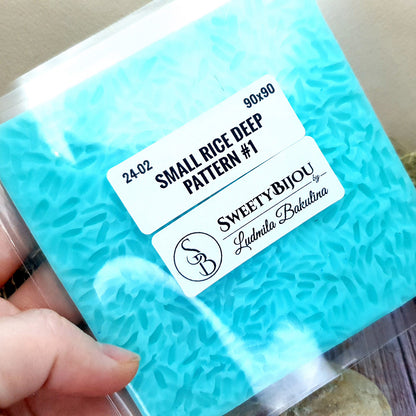 24-02
90x90
SMALL RICE DEEP
PATTERN #1
SB
SWEETYBIJOU
by
Ludmila Bakulina